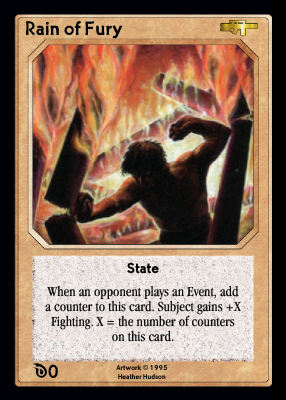 Rain of Fury
State
When an opponent plays an Event, add
a counter to this card. Subject gains +X
Fighting. X = the number of counters
on this card.
0
Artwork © 1995
Heather Hudson